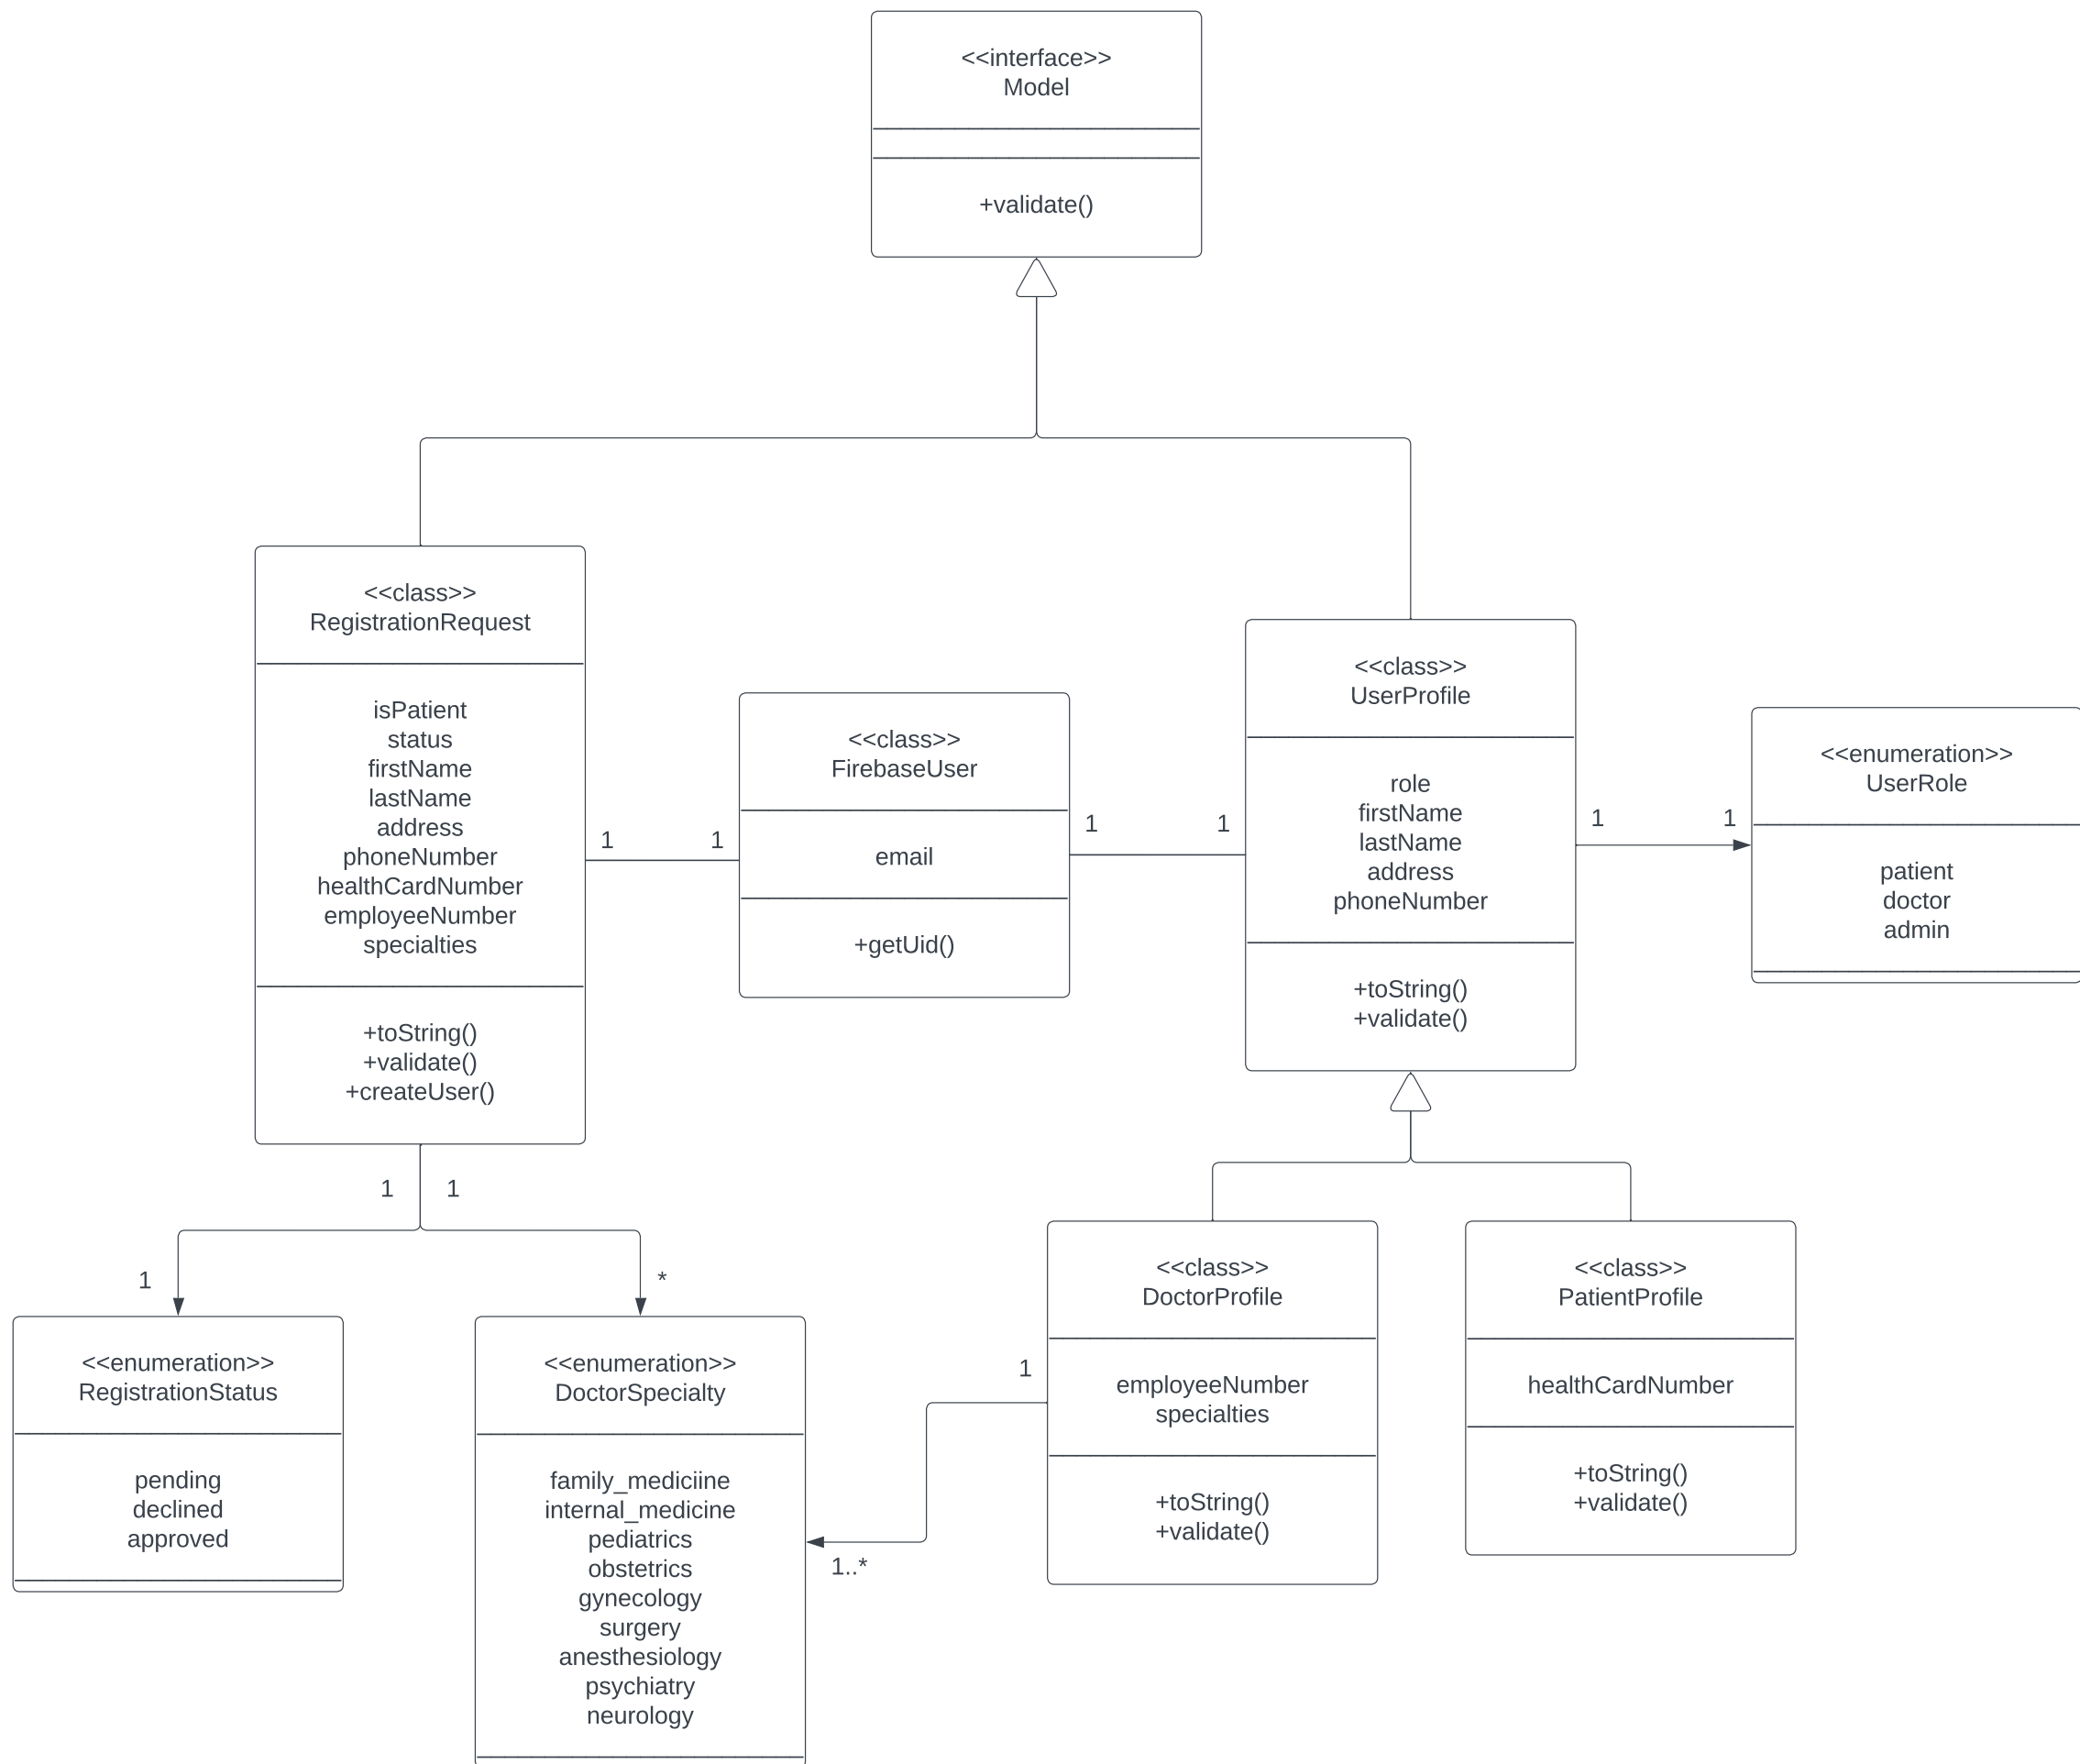 <<interface>>
Model
+validate()
<<class>>
RegistrationRequest
isPatient
status
firstName
lastName
address
phoneNumber
healthCardNumber
employeeNumber
specialties
+toString()
+validate()
+createUser()
1
1
<<class>>
FirebaseUser
email
+getUid()
1
1
<<class>>
UserProfile
role
firstName
lastName
address
phoneNumber
+toString()
+validate()
1
1
<<enumeration>>
UserRole
patient
doctor
admin
1
1
1
*
<<enumeration>>
RegistrationStatus
pending
declined
approved
<<enumeration>>
DoctorSpecialty
family_mediciine
internal_medicine
pediatrics
obstetrics
gynecology
surgery
anesthesiology
psychiatry
neurology
1
1..*
<<class>>
DoctorProfile
employeeNumber
specialties
+toString()
+validate()
<<class>>
PatientProfile
healthCardNumber
+toString()
+validate()